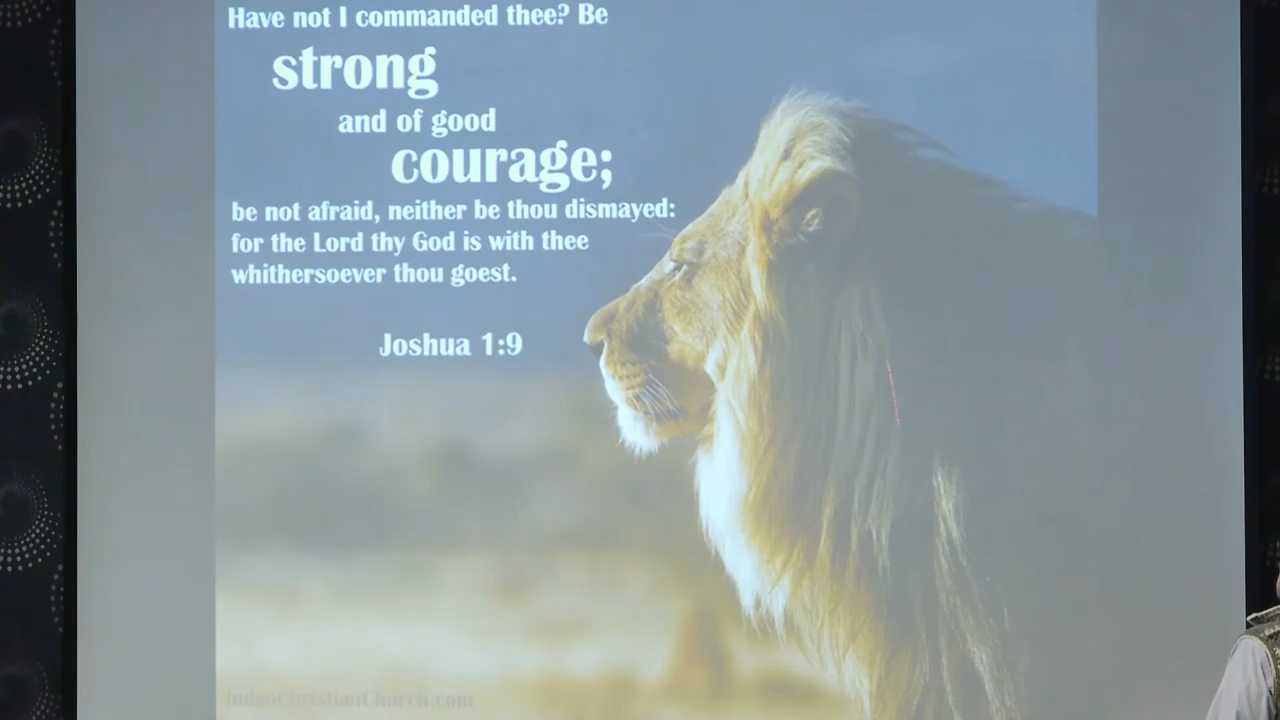 Have not I commanded thee? Be
strong
and of good
courage;
be not afraid, neither be thou dismayed:
for the Lord thy God is with thee
whithersoever thou goest.
Joshua 1:9
JudeoChristianChurch.com